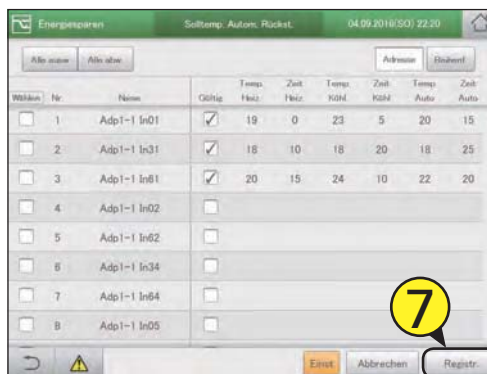 Energiesparen Solltemp. Autom. Rückst. 04.09.2016(SO) 22:20
Alle ausw Alle abw. Adresse Reihenf.
Wählen Nr. Name Gültig Temp. Heiz. Zeit Heiz. Temp. Kühl. Zeit Kühl. Temp. Auto Zeit Auto
1 Adp1-1 In01 19 0 23 5 20 15
2 Adp1-1 In31 18 10 18 20 18 25
3 Adp1-1 In61 20 15 24 10 22 20
4 Adp1-1 In02
5 Adp1-1 In62
6 Adp1-1 In34
7 Adp1-1 In64
8 Adp1-1 In05
7
Einst Abbrechen Registr.